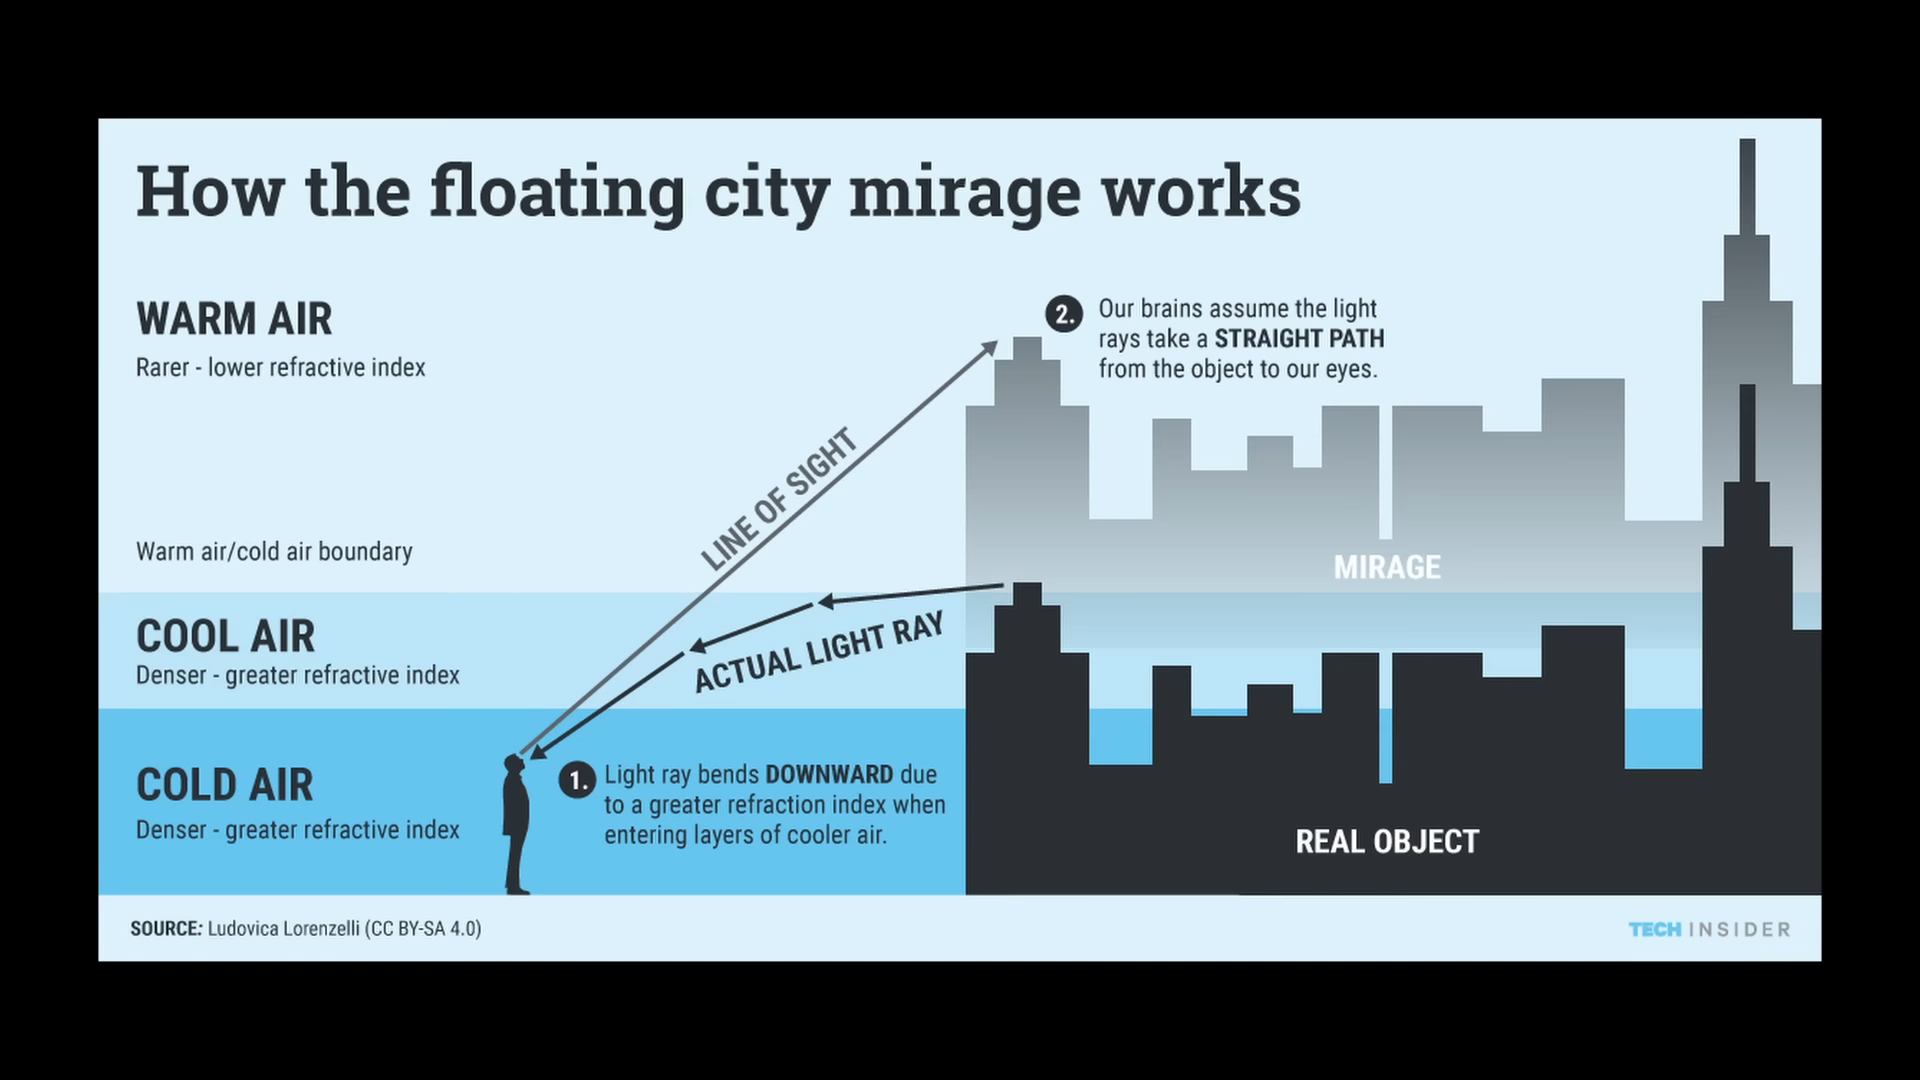 How the floating city mirage works
WARM AIR
Rarer - lower refractive index
2. Our brains assume the light
rays take a STRAIGHT PATH
from the object to our eyes.
LINE OF SIGHT
Warm air/cold air boundary
MIRAGE
COOL AIR
Denser - greater refractive index
ACTUAL LIGHT RAY
COLD AIR
Denser - greater refractive index
1. Light ray bends DOWNWARD due
to a greater refraction index when
entering layers of cooler air.
REAL OBJECT
SOURCE: Ludovica Lorenzelli (CC BY-SA 4.0)
TECH INSIDER